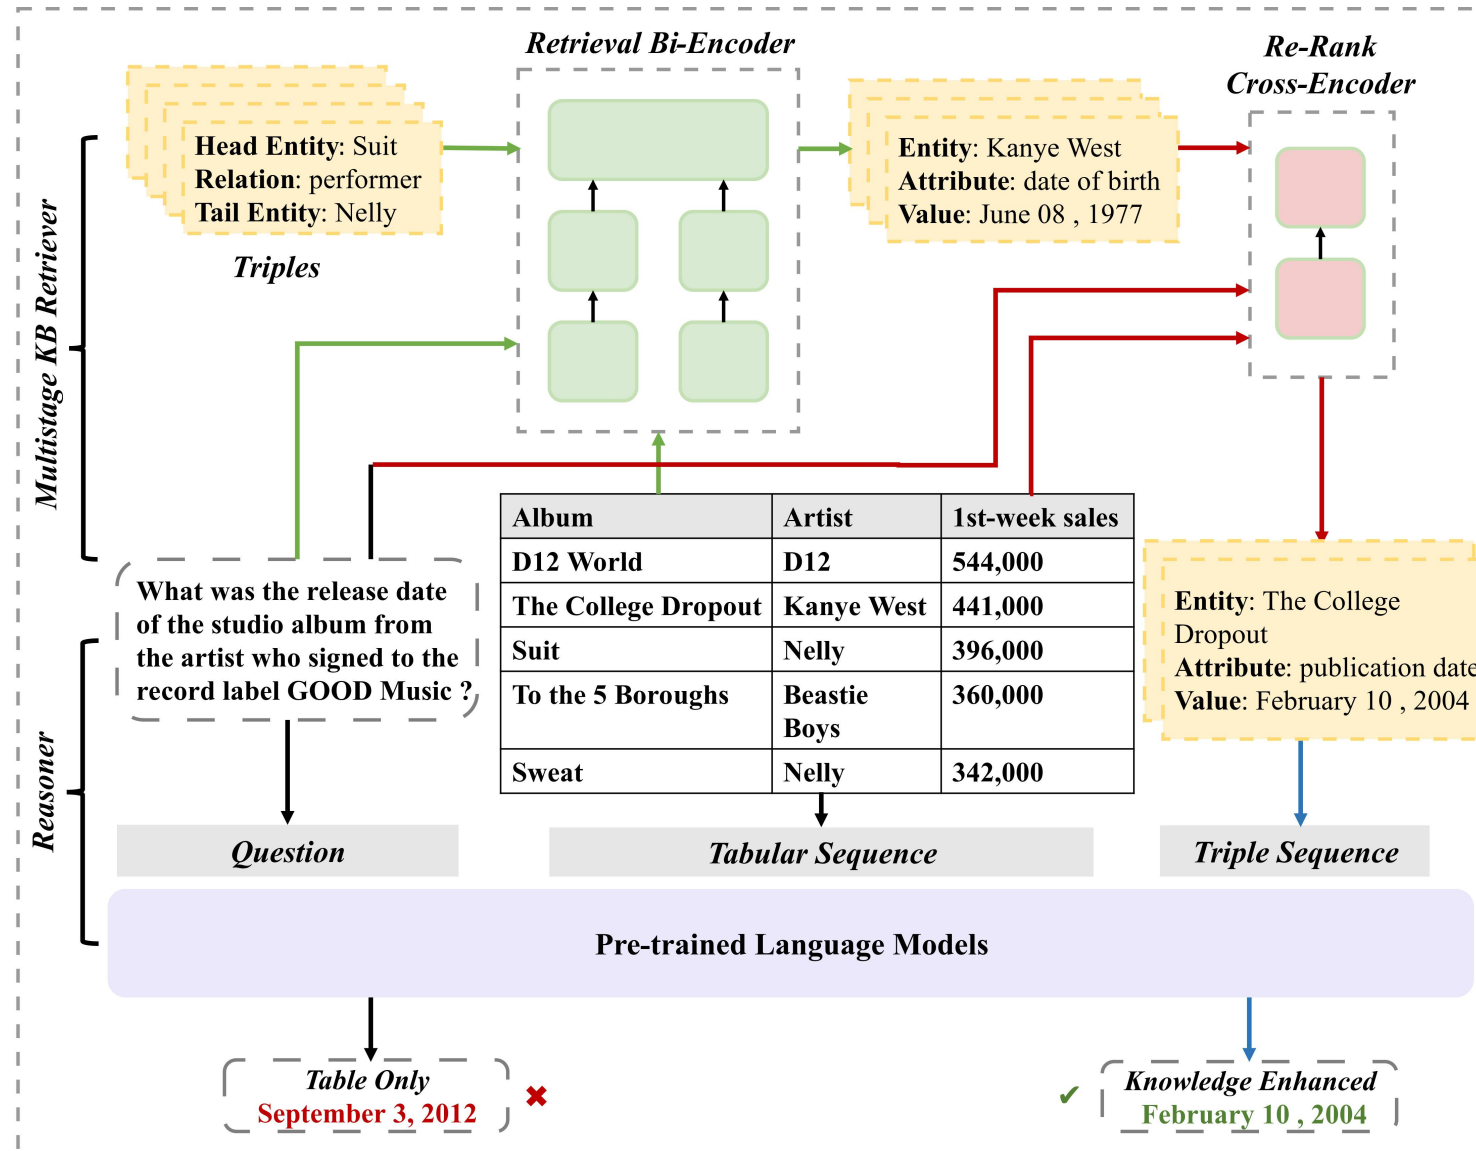 Retrieval Bi-Encoder
Re-Rank
Cross-Encoder
Head Entity: Suit
Relation: performer
Tail Entity: Nelly
Triples
Entity: Kanye West
Attribute: date of birth
Value: June 08 , 1977
Multistage KB Retriever
Album Artist 1st-week sales
D12 World D12 544,000
The College Dropout Kanye West 441,000
Suit Nelly 396,000
To the 5 Boroughs Beastie 360,000
Boys
Sweat Nelly 342,000
What was the release date
of the studio album from
the artist who signed to the
record label GOOD Music ?
Entity: The College
Dropout
Attribute: publication date
Value: February 10 , 2004
Reasoner
Question
Tabular Sequence
Triple Sequence
Pre-trained Language Models
Table Only
September 3, 2012
Knowledge Enhanced
February 10 , 2004